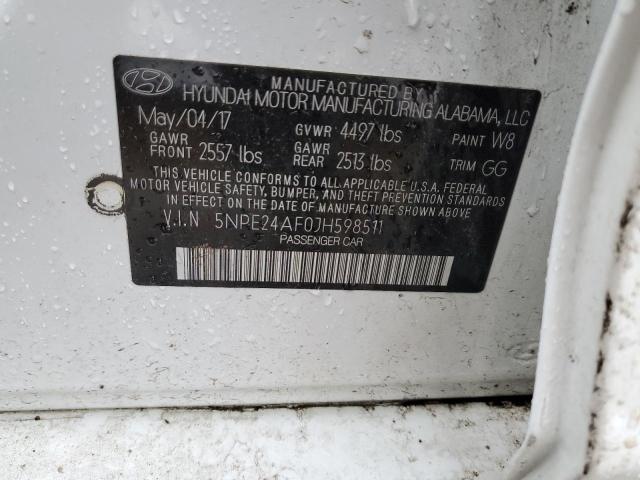 MANUFACTURED BY
HYUNDAI MOTOR MANUFACTURING ALABAMA, LLC
May/04/17 GVWR 4497 lbs PAINT W8
GAWR GAWR
FRONT 2557 lbs REAR 2513 lbs TRIM GG
THIS VEHICLE CONFORMS TO ALL APPLICABLE U.S.A. FEDERAL
MOTOR VEHICLE SAFETY, BUMPER, AND THEFT PREVENTION STANDARDS
IN EFFECT ON THE DATE OF MANUFACTURE SHOWN ABOVE.
V.I.N 5NPE24AF0JH598511
PASSENGER CAR